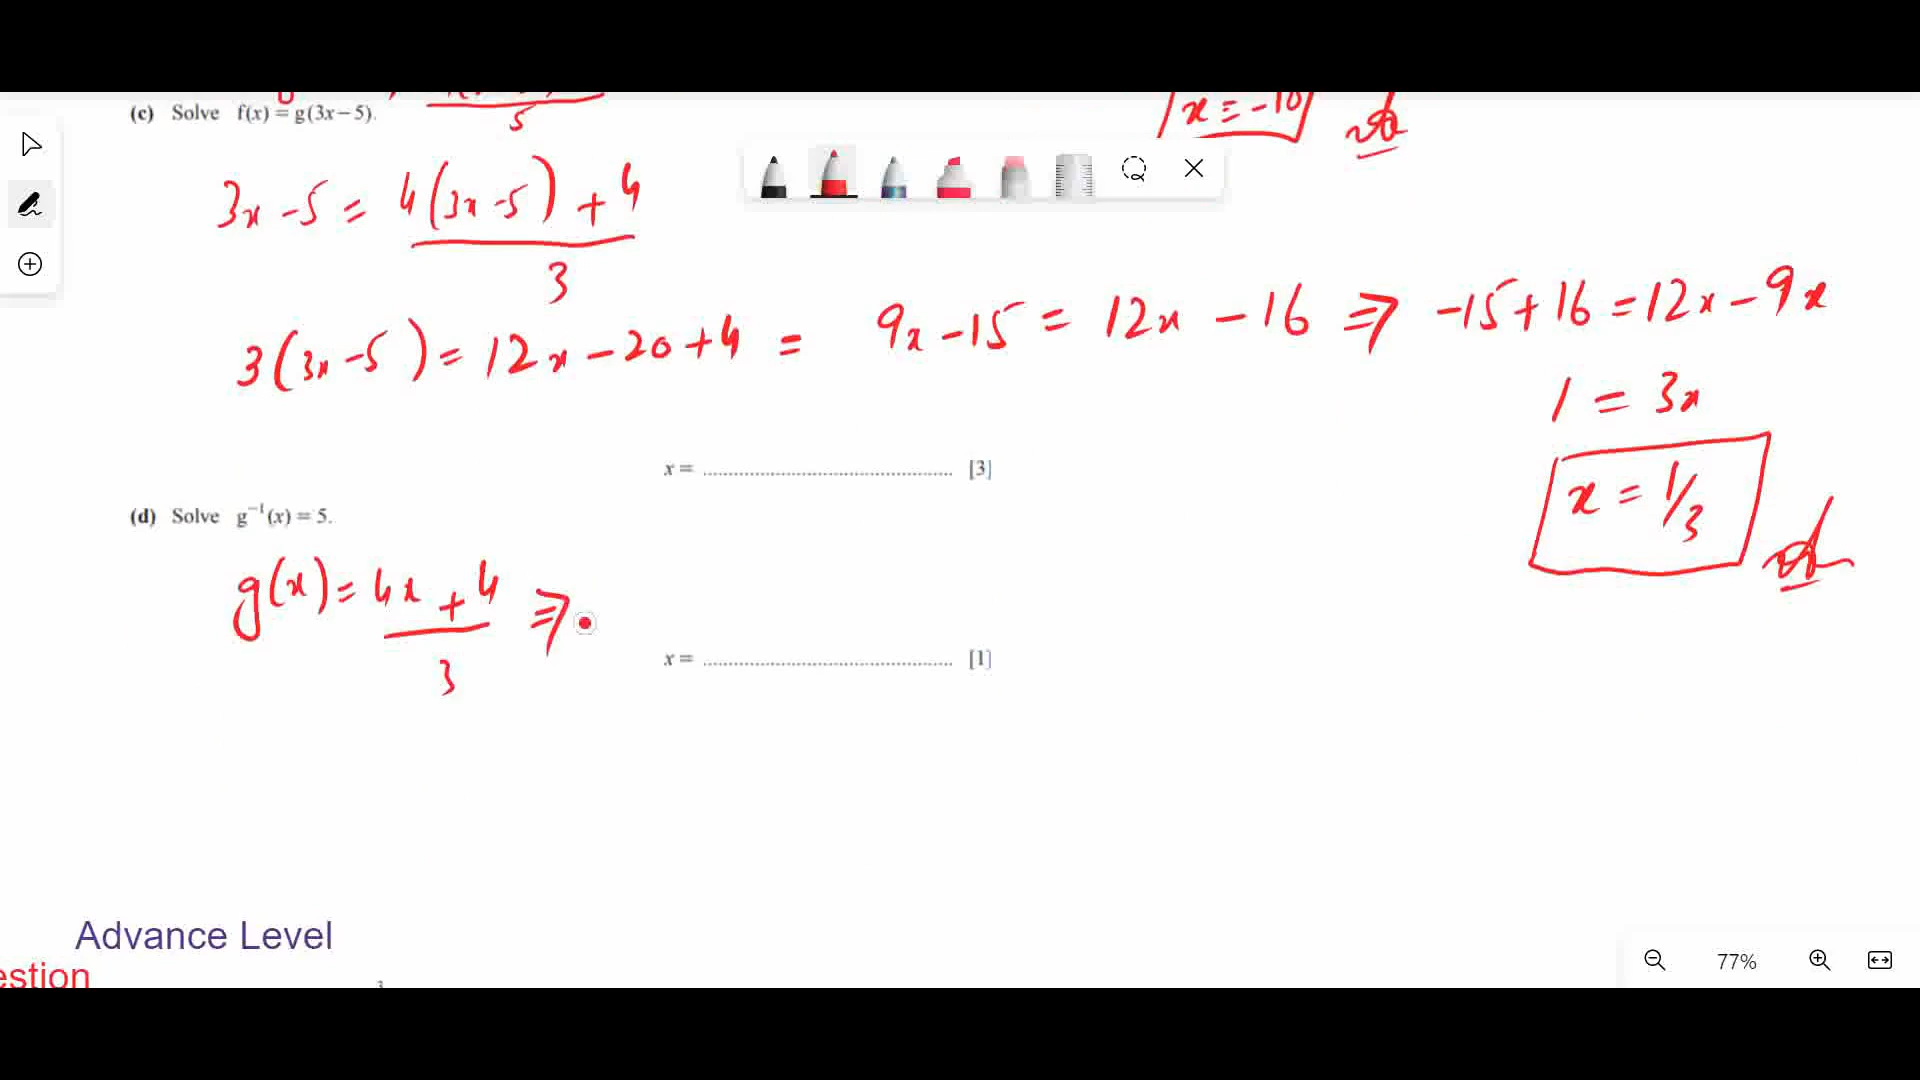 (c) Solve f(x) = g(3x−5).
5
x = -10
3x - 5 = 4(3x - 5) + 4
3
3(3x - 5) = 12x - 20 + 4 = 9x - 15 = 12x - 16 ⇒ -15 + 16 = 12x - 9x
1 = 3x
x = ........................ [3]
x = 1/3
(d) Solve g⁻¹(x) = 5.
g(x) = 4x + 4 ⇒
3
x = ........................ [1]
Advance Level
estion
77%